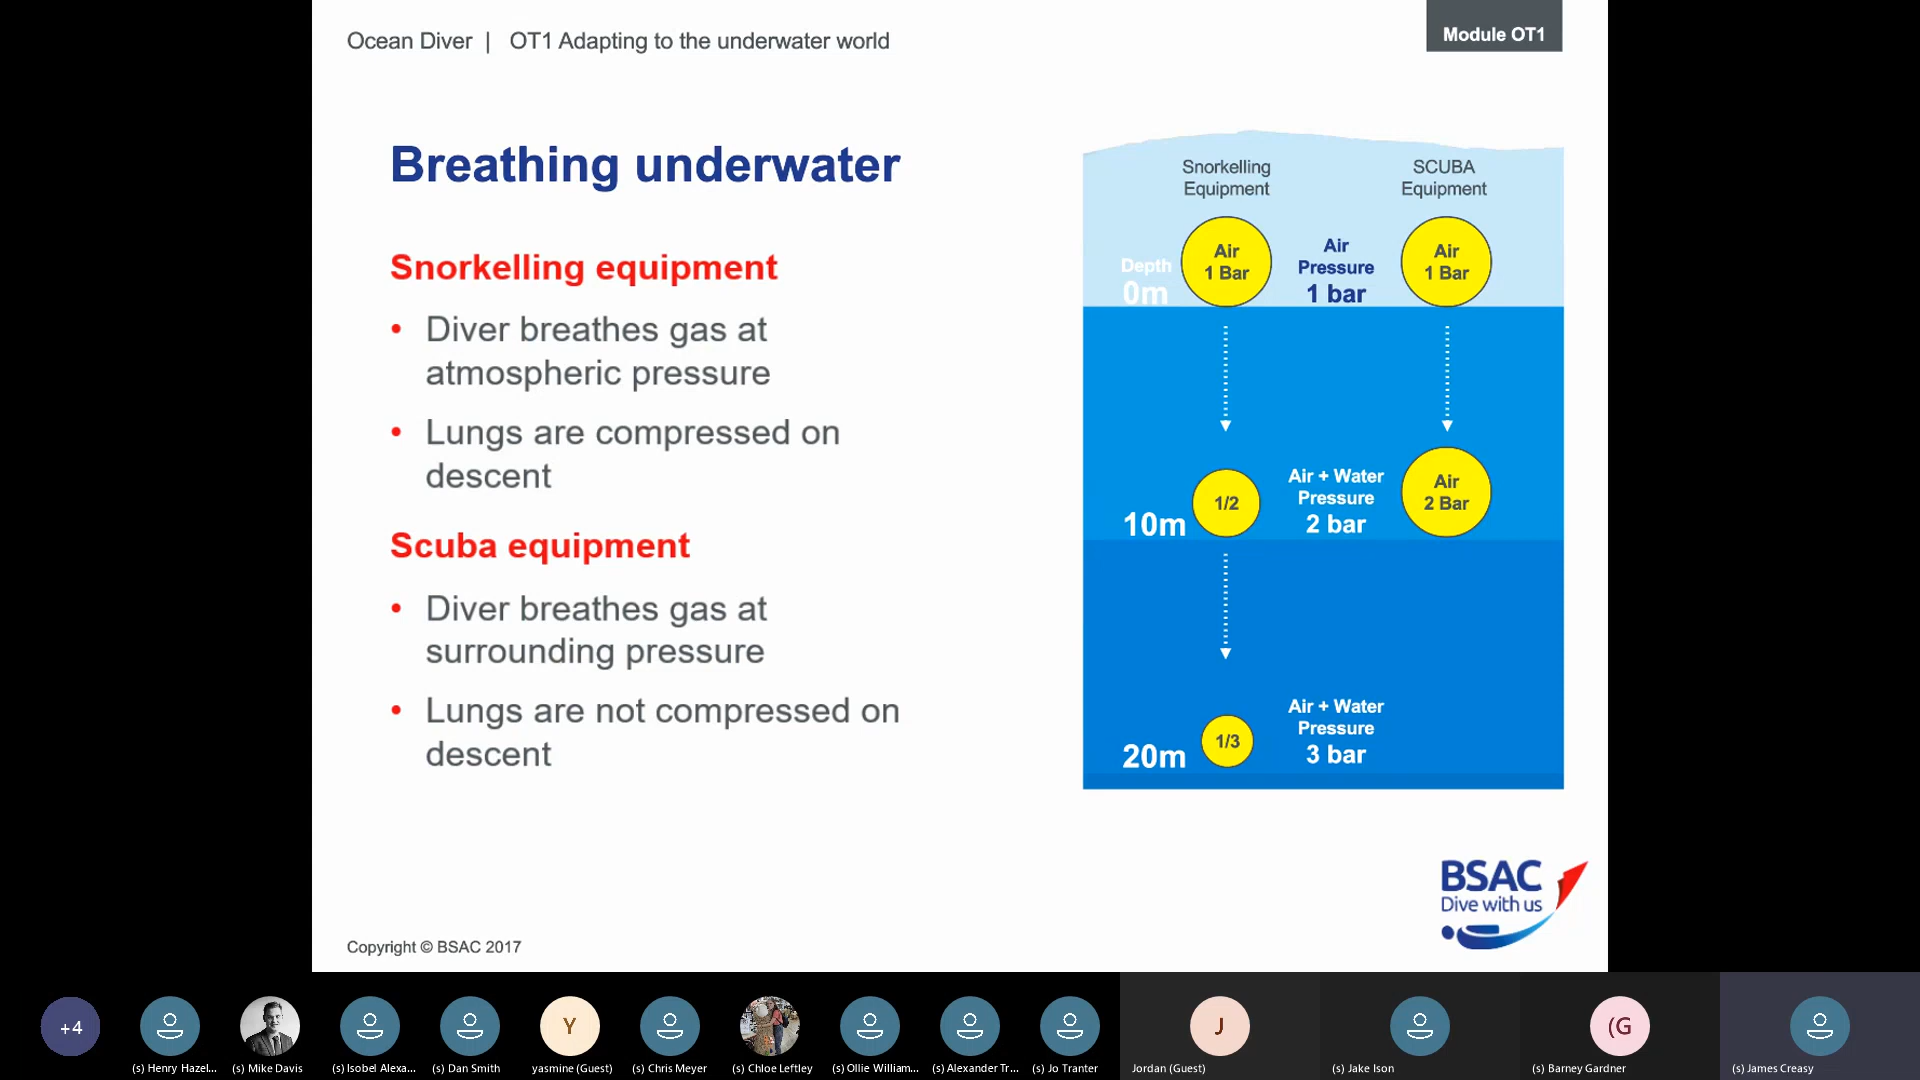 Ocean Diver | OT1 Adapting to the underwater world
Module OT1
Breathing underwater
Snorkelling equipment
• Diver breathes gas at
atmospheric pressure
• Lungs are compressed on
descent
Scuba equipment
• Diver breathes gas at
surrounding pressure
• Lungs are not compressed on
descent
Snorkelling
Equipment
SCUBA
Equipment
Depth
0m
Air
1 Bar
Air
Pressure
1 bar
Air
1 Bar
10m
1/2
Air + Water
Pressure
2 bar
Air
2 Bar
20m
1/3
Air + Water
Pressure
3 bar
BSAC
Dive with us
Copyright © BSAC 2017
+4
(s) Henry Hazel...
(s) Mike Davis
(s) Isobel Alexa...
(s) Dan Smith
Y
yasmine (Guest)
(s) Chris Meyer
(s) Chloe Leftley
(s) Ollie William...
(s) Alexander Tr...
(s) Jo Tranter
J
Jordan (Guest)
(s) Jake Ison
(G
(s) Barney Gardner
(s) James Creasy